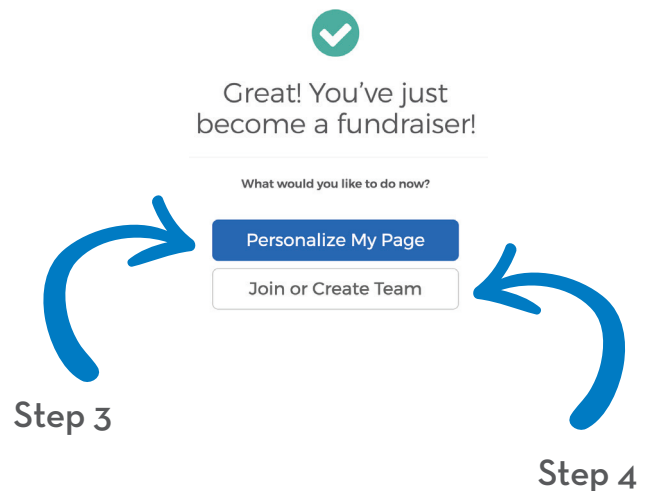 Great! You've just
become a fundraiser!
What would you like to do now?
Personalize My Page
Join or Create Team
Step 3
Step 4